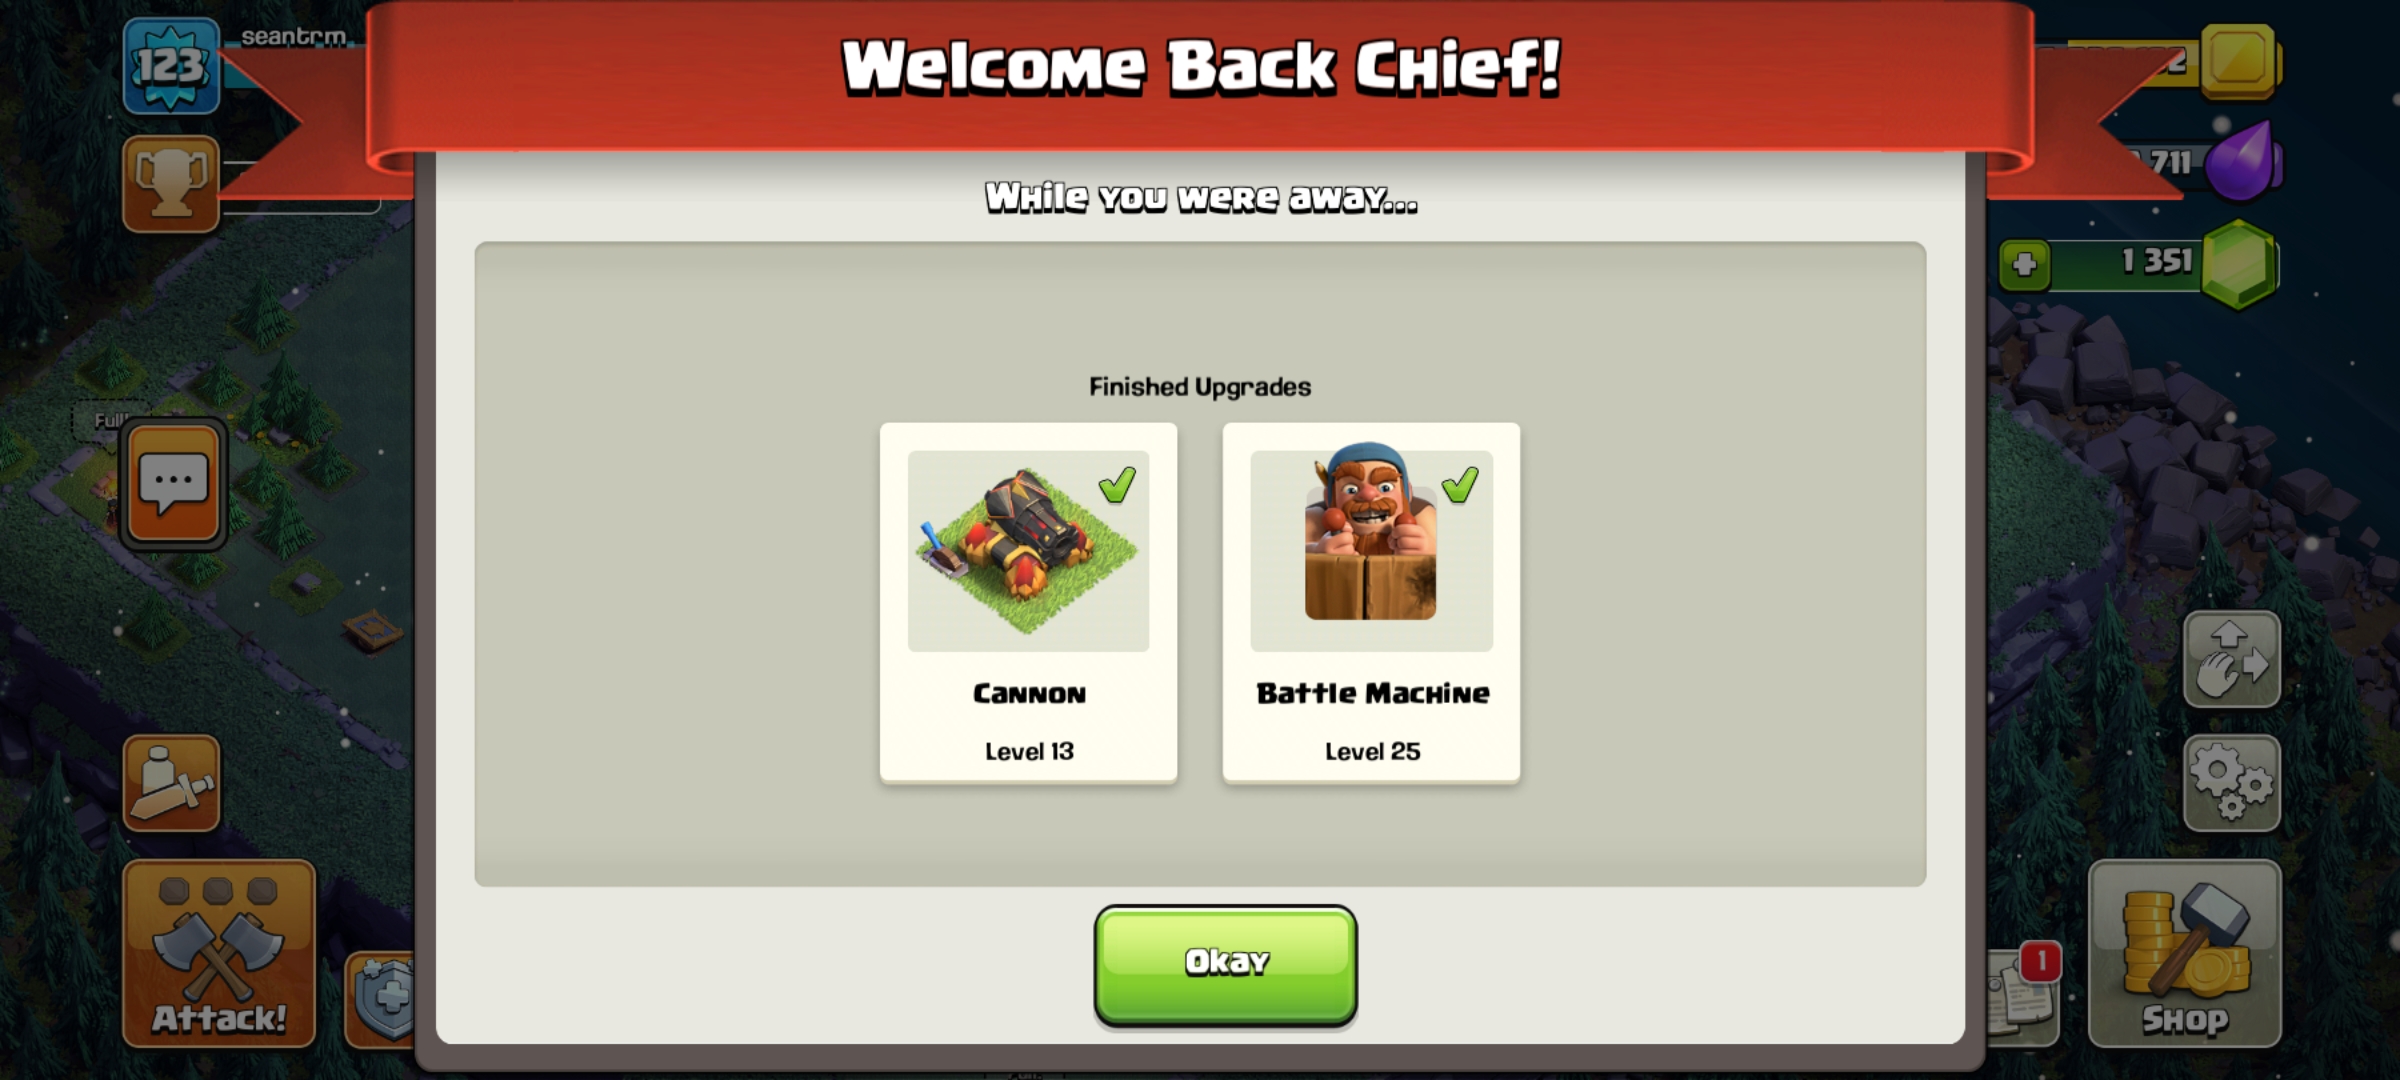 123
seantrm
Welcome Back Chief!
While you were away...
711
1 351
Finished Upgrades
Full!
Cannon
Level 13
Battle Machine
Level 25
Okay
Attack!
1
Shop